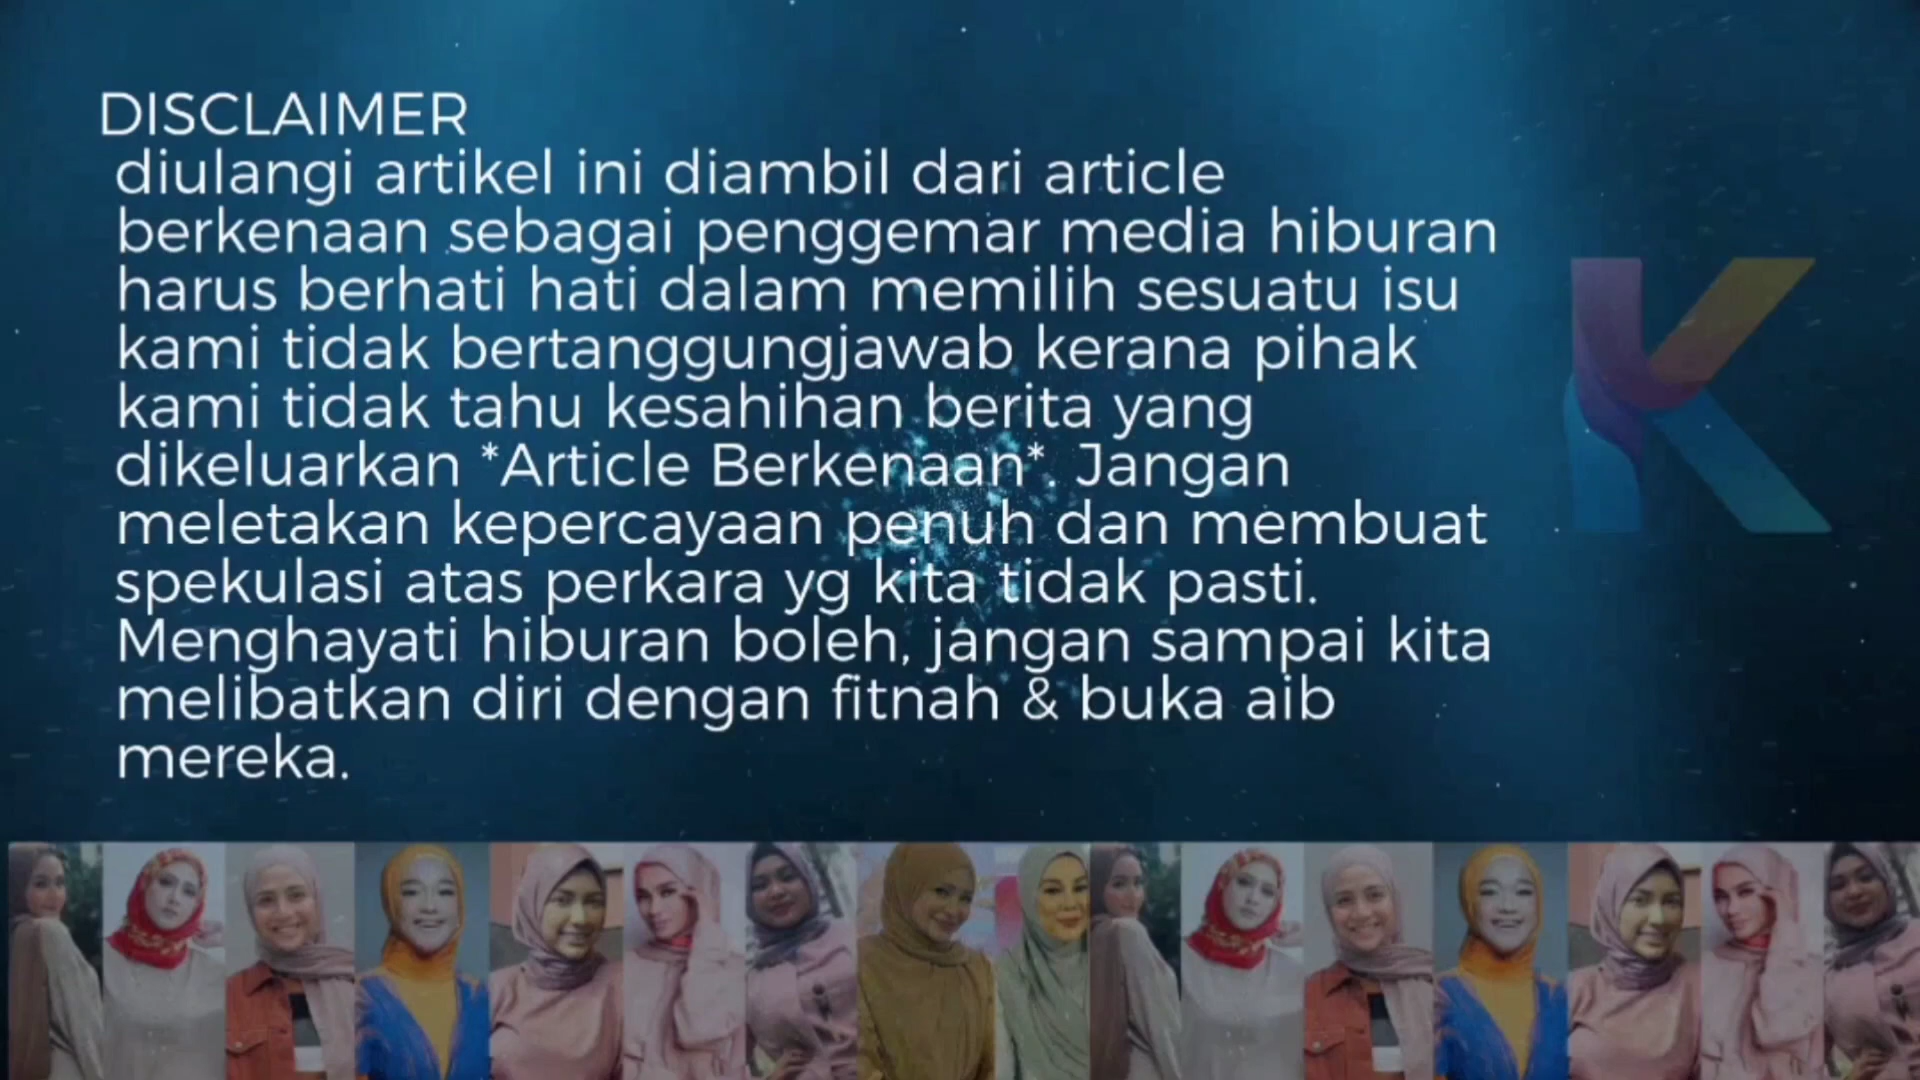 DISCLAIMER
diulangi artikel ini diambil dari article
berkenaan sebagai penggemar media hiburan
harus berhati hati dalam memilih sesuatu isu
kami tidak bertanggungjawab kerana pihak
kami tidak tahu kesahihan berita yang
dikeluarkan *Article Berkenaan*. Jangan
meletakan kepercayaan penuh dan membuat
spekulasi atas perkara yg kita tidak pasti.
Menghayati hiburan boleh, jangan sampai kita
melibatkan diri dengan fitnah & buka aib
mereka.
K